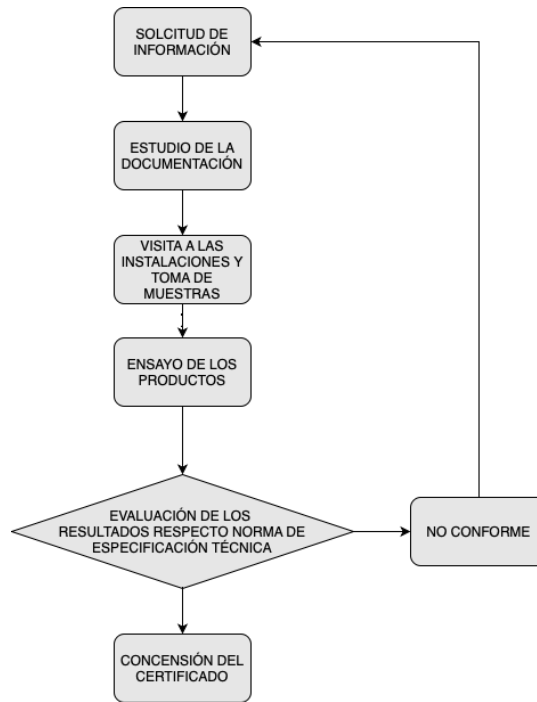 SOLCITUD DE
INFORMACIÓN
ESTUDIO DE LA
DOCUMENTACIÓN
VISITA A LAS
INSTALACIONES Y
TOMA DE
MUESTRAS
ENSAYO DE LOS
PRODUCTOS
EVALUACIÓN DE LOS
RESULTADOS RESPECTO NORMA DE
ESPECIFICACIÓN TÉCNICA
NO CONFORME
CONCENSIÓN DEL
CERTIFICADO